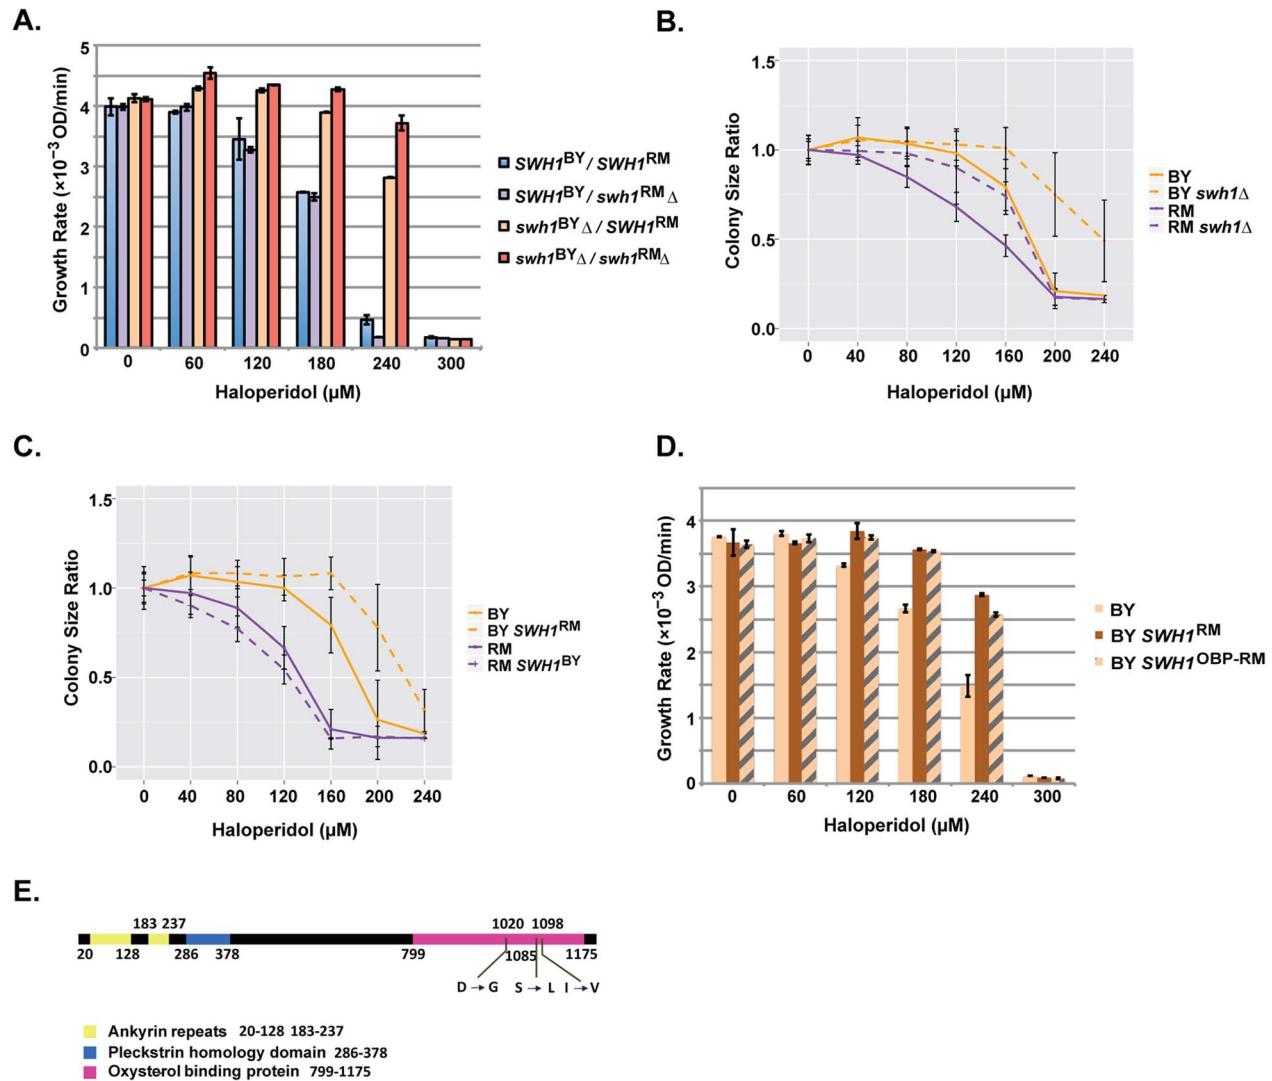 A.
5
4
3
2
1
0
Growth Rate (×10⁻³ OD/min)
0 60 120 180 240 300
Haloperidol (µM)
SWH1ᴮʸ / SWH1ᴿᴹ
SWH1ᴮʸ / swh1ᴿᴹ Δ
swh1ᴮʸ Δ / SWH1ᴿᴹ
swh1ᴮʸΔ / swh1ᴿᴹΔ
B.
1.5
1.0
0.5
0.0
Colony Size Ratio
0 40 80 120 160 200 240
Haloperidol (µM)
BY
BY swh1Δ
RM
RM swh1Δ
C.
1.5
1.0
0.5
0.0
Colony Size Ratio
0 40 80 120 160 200 240
Haloperidol (µM)
BY
BY SWH1ᴿᴹ
RM
RM SWH1ᴮʸ
D.
4
3
2
1
0
Growth Rate (×10⁻³ OD/min)
0 60 120 180 240 300
Haloperidol (µM)
BY
BY SWH1ᴿᴹ
BY SWH1ᴼᴮᴾ⁻ᴿᴹ
E.
183 237 1020 1098
20 128 286 378 799 1085 1175
D → G S → L I → V
Ankyrin repeats 20-128 183-237
Pleckstrin homology domain 286-378
Oxysterol binding protein 799-1175